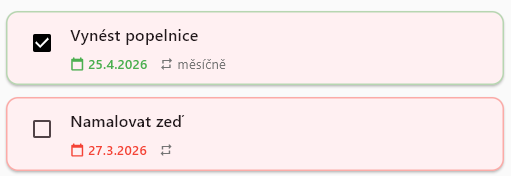 Vynést popelnice
25.4.2026 měsíčně
Namalovat zeď
27.3.2026